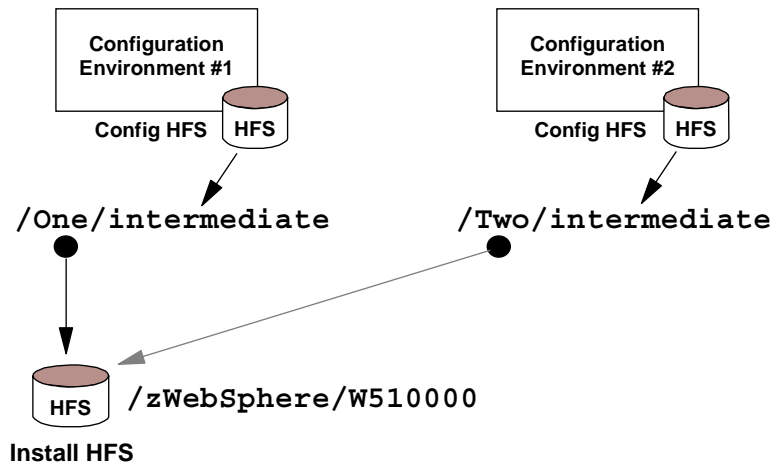 Configuration
Environment #1
Configuration
Environment #2
Config HFS
HFS
Config HFS
HFS
/One/intermediate
/Two/intermediate
HFS
/zWebSphere/W510000
Install HFS